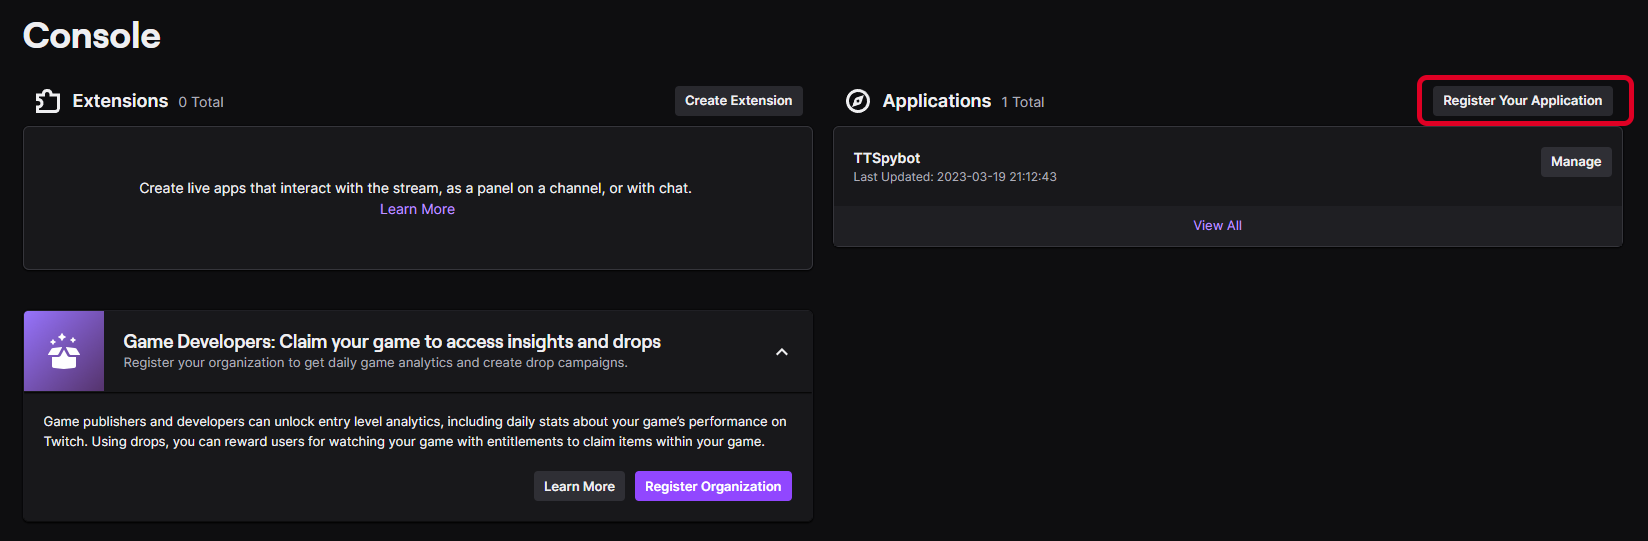 Console
Extensions 0 Total
Create Extension
Create live apps that interact with the stream, as a panel on a channel, or with chat.
Learn More
Applications 1 Total
Register Your Application
TTSpybot
Last Updated: 2023-03-19 21:12:43
Manage
View All
Game Developers: Claim your game to access insights and drops
Register your organization to get daily game analytics and create drop campaigns.
Game publishers and developers can unlock entry level analytics, including daily stats about your game's performance on
Twitch. Using drops, you can reward users for watching your game with entitlements to claim items within your game.
Learn More
Register Organization